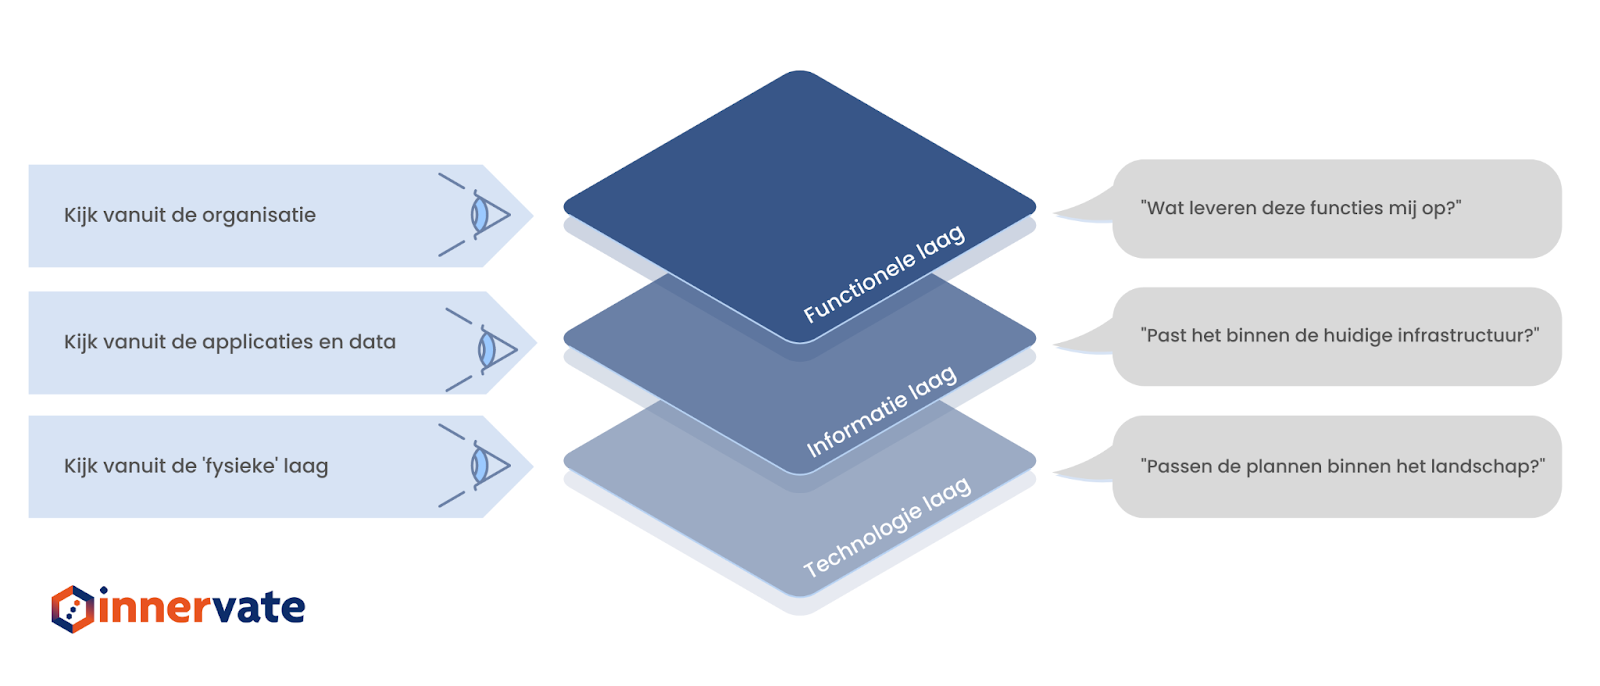 Kijk vanuit de organisatie
Functionele laag
"Wat leveren deze functies mij op?"
Kijk vanuit de applicaties en data
Informatie laag
"Past het binnen de huidige infrastructuur?"
Kijk vanuit de 'fysieke' laag
Technologie laag
"Passen de plannen binnen het landschap?"
innervate